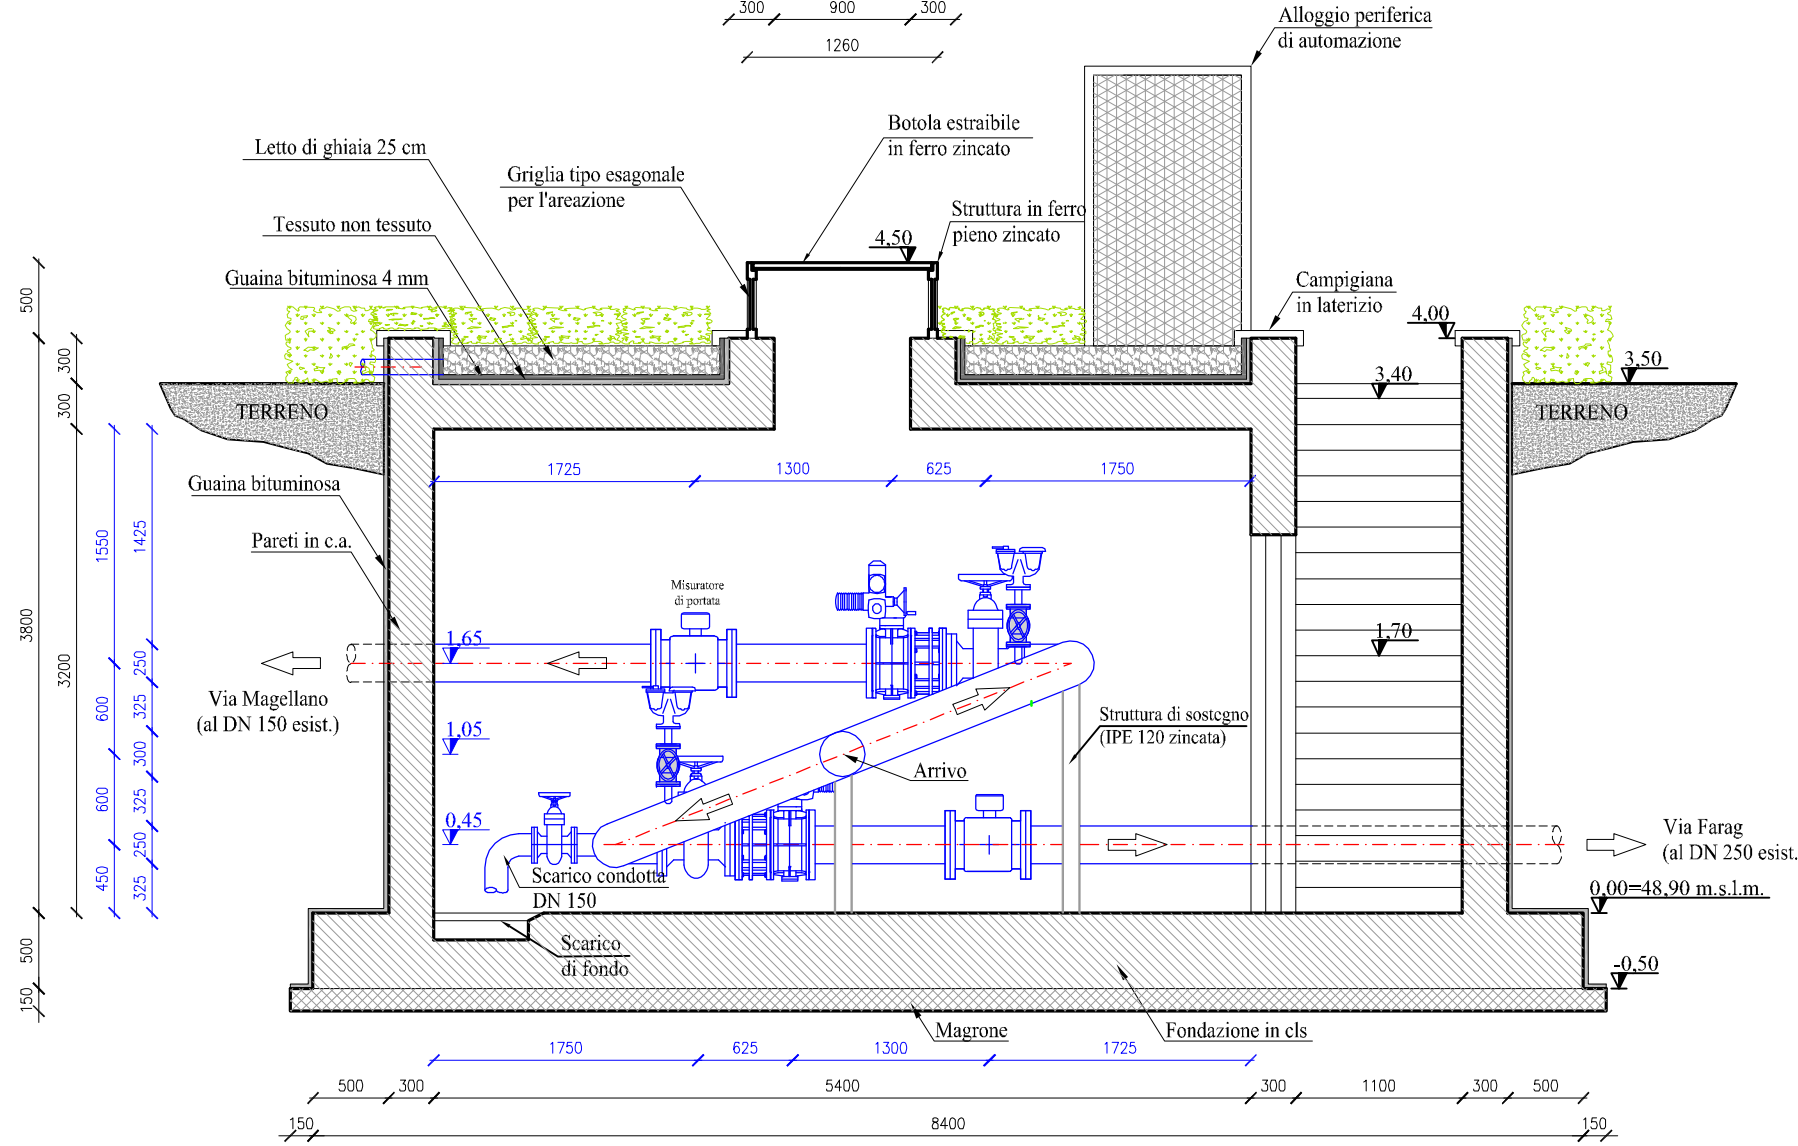 300
900
300
1260
Alloggio periferica
di automazione
Botola estraibile
in ferro zincato
Letto di ghiaia 25 cm
Griglia tipo esagonale
per l'areazione
Tessuto non tessuto
Struttura in ferro
pieno zincato
4,50
Guaina bituminosa 4 mm
Campigiana
in laterizio
4,00
3,50
3,40
500
300
300
TERRENO
TERRENO
1725
1300
625
1750
Guaina bituminosa
Pareti in c.a.
1550
1425
3800
3200
Misuratore
di portata
1,65
1,70
250
600
325
Via Magellano
(al DN 150 esist.)
1,05
300
Struttura di sostegno
(IPE 120 zincata)
Arrivo
600
325
0,45
250
450
325
Via Farag
(al DN 250 esist.
Scarico condotta
DN 150
0,00=48,90 m.s.l.m.
Scarico
di fondo
500
-0,50
150
Magrone
Fondazione in cls
1750
625
1300
1725
500
300
5400
300
1100
300
500
150
8400
150